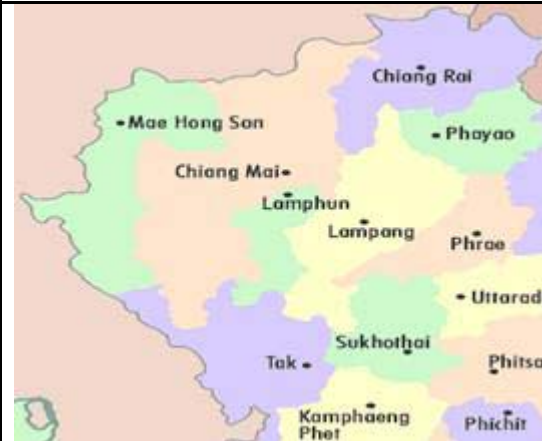 Chiang Rai
Mae Hong Son
Phayao
Chiang Mai
Lamphun
Lampang
Phrae
Uttarad
Sukhothai
Tak
Phitsa
Kamphaeng
Phet
Phichit